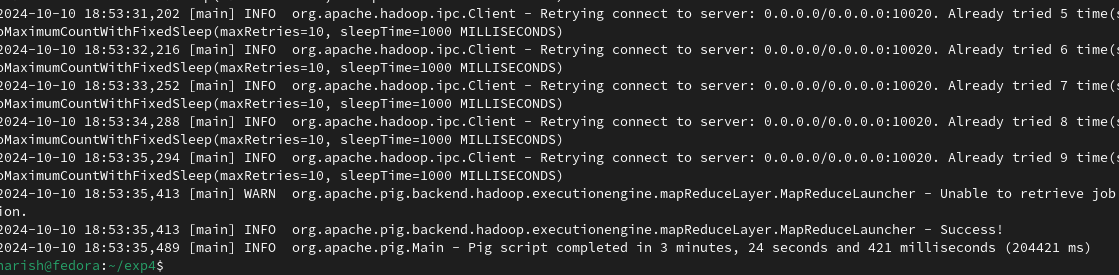 2024-10-10 18:53:31,202 [main] INFO  org.apache.hadoop.ipc.Client - Retrying connect to server: 0.0.0.0/0.0.0.0:10020. Already tried 5 time(s
oMaximumCountWithFixedSleep(maxRetries=10, sleepTime=1000 MILLISECONDS)
2024-10-10 18:53:32,216 [main] INFO  org.apache.hadoop.ipc.Client - Retrying connect to server: 0.0.0.0/0.0.0.0:10020. Already tried 6 time(s
oMaximumCountWithFixedSleep(maxRetries=10, sleepTime=1000 MILLISECONDS)
2024-10-10 18:53:33,252 [main] INFO  org.apache.hadoop.ipc.Client - Retrying connect to server: 0.0.0.0/0.0.0.0:10020. Already tried 7 time(s
oMaximumCountWithFixedSleep(maxRetries=10, sleepTime=1000 MILLISECONDS)
2024-10-10 18:53:34,288 [main] INFO  org.apache.hadoop.ipc.Client - Retrying connect to server: 0.0.0.0/0.0.0.0:10020. Already tried 8 time(s
oMaximumCountWithFixedSleep(maxRetries=10, sleepTime=1000 MILLISECONDS)
2024-10-10 18:53:35,294 [main] INFO  org.apache.hadoop.ipc.Client - Retrying connect to server: 0.0.0.0/0.0.0.0:10020. Already tried 9 time(s
oMaximumCountWithFixedSleep(maxRetries=10, sleepTime=1000 MILLISECONDS)
2024-10-10 18:53:35,413 [main] WARN  org.apache.pig.backend.hadoop.executionengine.mapReduceLayer.MapReduceLauncher - Unable to retrieve job
ion.
2024-10-10 18:53:35,413 [main] INFO  org.apache.pig.backend.hadoop.executionengine.mapReduceLayer.MapReduceLauncher - Success!
2024-10-10 18:53:35,489 [main] INFO  org.apache.pig.Main - Pig script completed in 3 minutes, 24 seconds and 421 milliseconds (204421 ms)
harish@fedora:~/exp4$